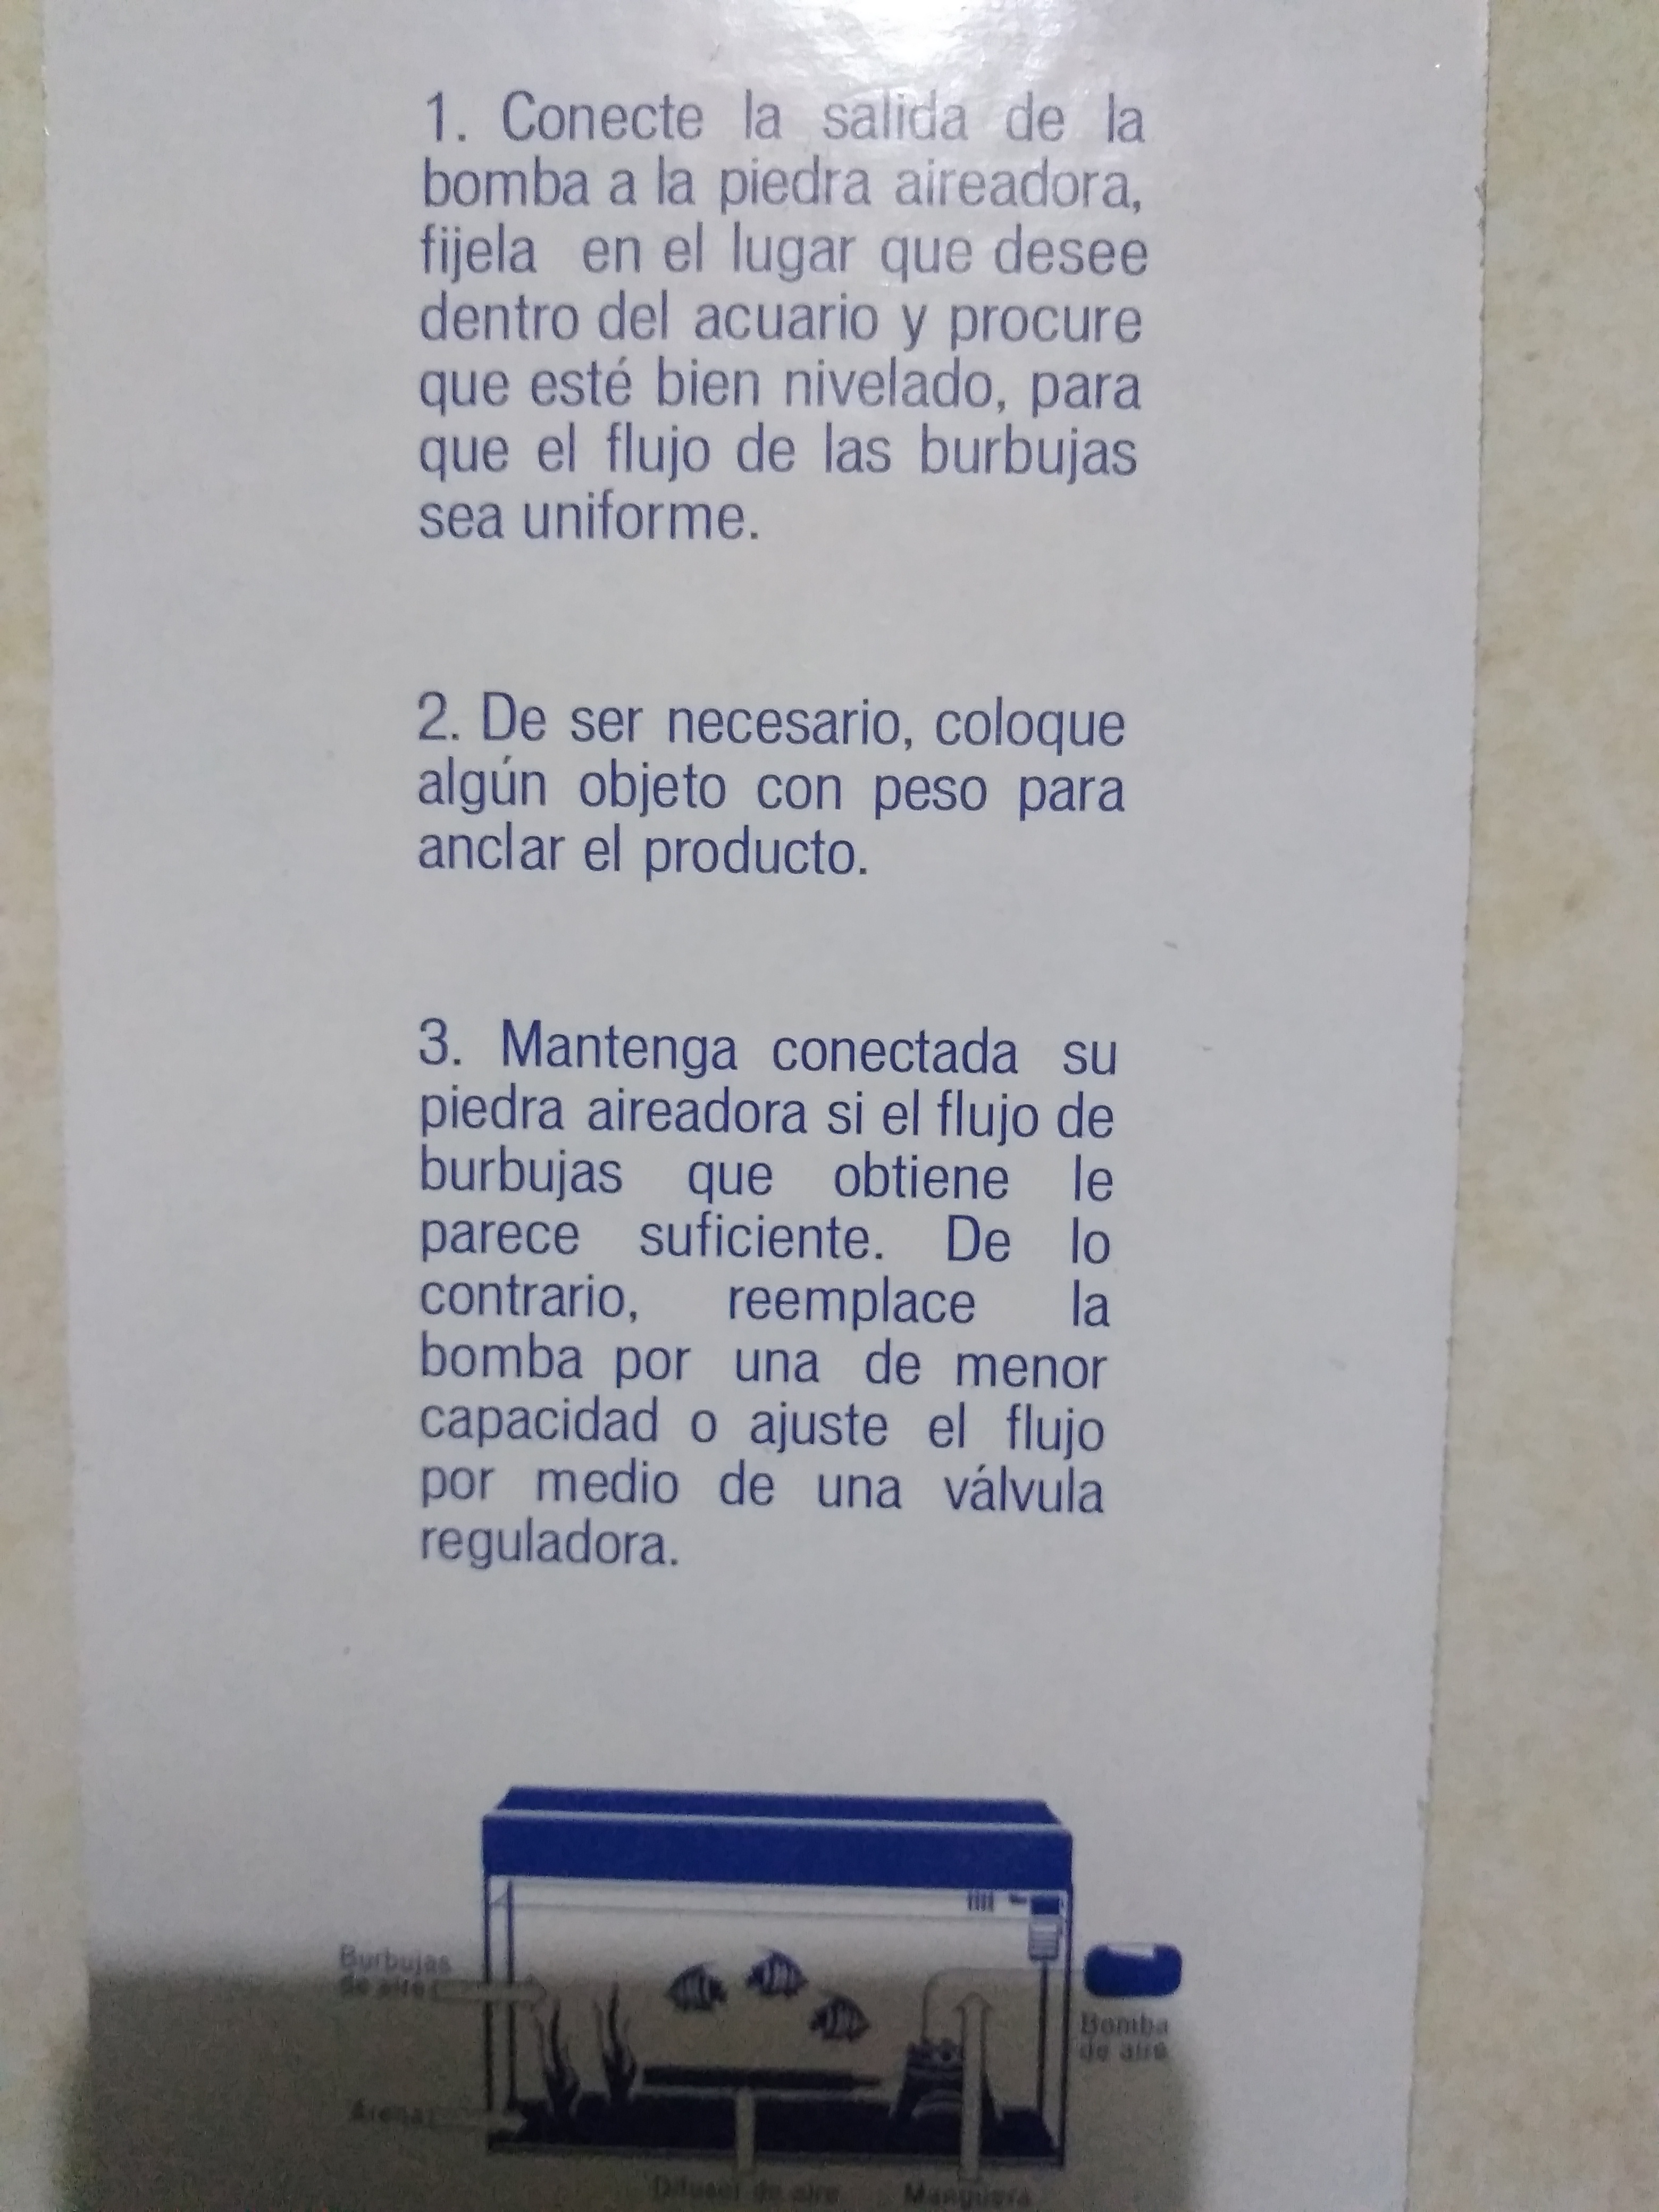 1. Conecte la salida de la
bomba a la piedra aireadora,
fijela en el lugar que desee
dentro del acuario y procure
que esté bien nivelado, para
que el flujo de las burbujas
sea uniforme.
2. De ser necesario, coloque
algún objeto con peso para
anclar el producto.
3. Mantenga conectada su
piedra aireadora si el flujo de
burbujas que obtiene le
parece suficiente. De lo
contrario, reemplace la
bomba por una de menor
capacidad o ajuste el flujo
por medio de una válvula
reguladora.
Burbujas
de aire
Bomba
de aire
Arena
Difusor de aire
Manguera